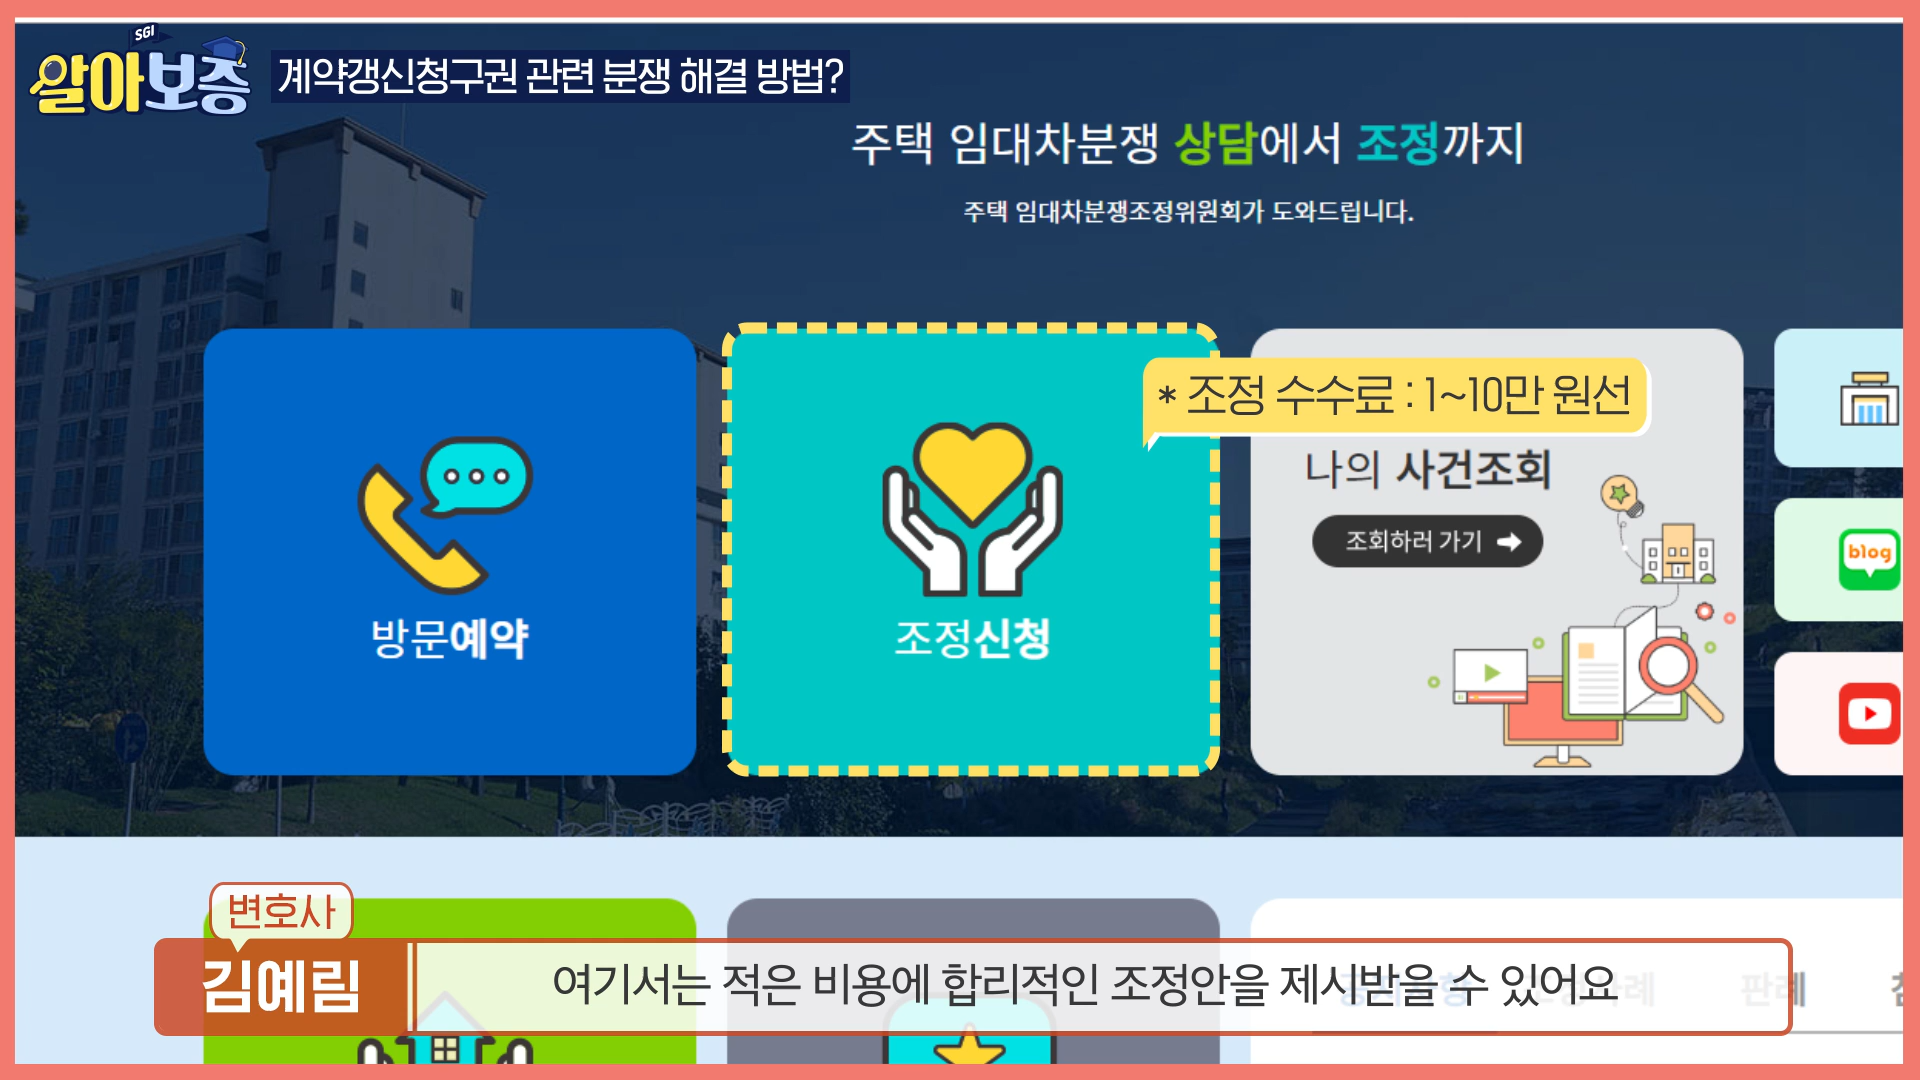 SGI
알아보증
계약갱신청구권 관련 분쟁 해결 방법?
주택 임대차분쟁 상담에서 조정까지
주택 임대차분쟁조정위원회가 도와드립니다.
* 조정 수수료 : 1~10만 원선
나의 사건조회
조회하러 가기
blog
방문예약
조정신청
변호사
김예림
여기서는 적은 비용에 합리적인 조정안을 제시받을 수 있어요
판례